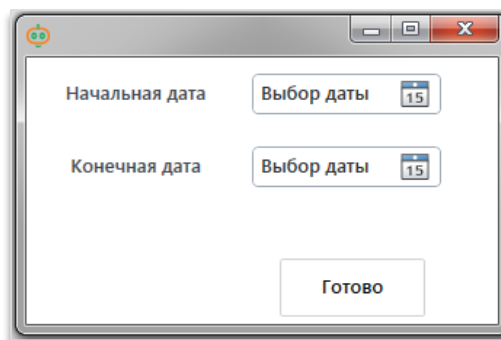 Начальная дата Выбор даты 15
Конечная дата Выбор даты 15
Готово